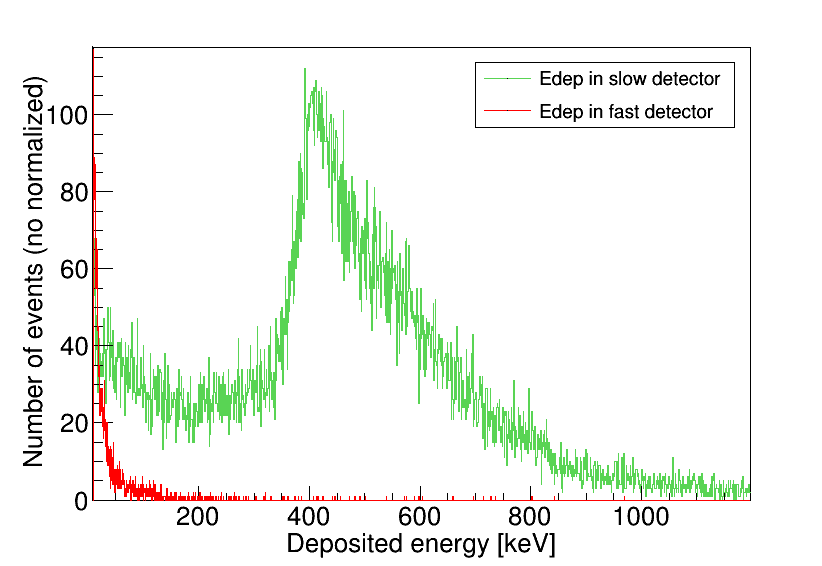 Number of events (no normalized)
100
80
60
40
20
0
Edep in slow detector
Edep in fast detector
200 400 600 800 1000
Deposited energy [keV]